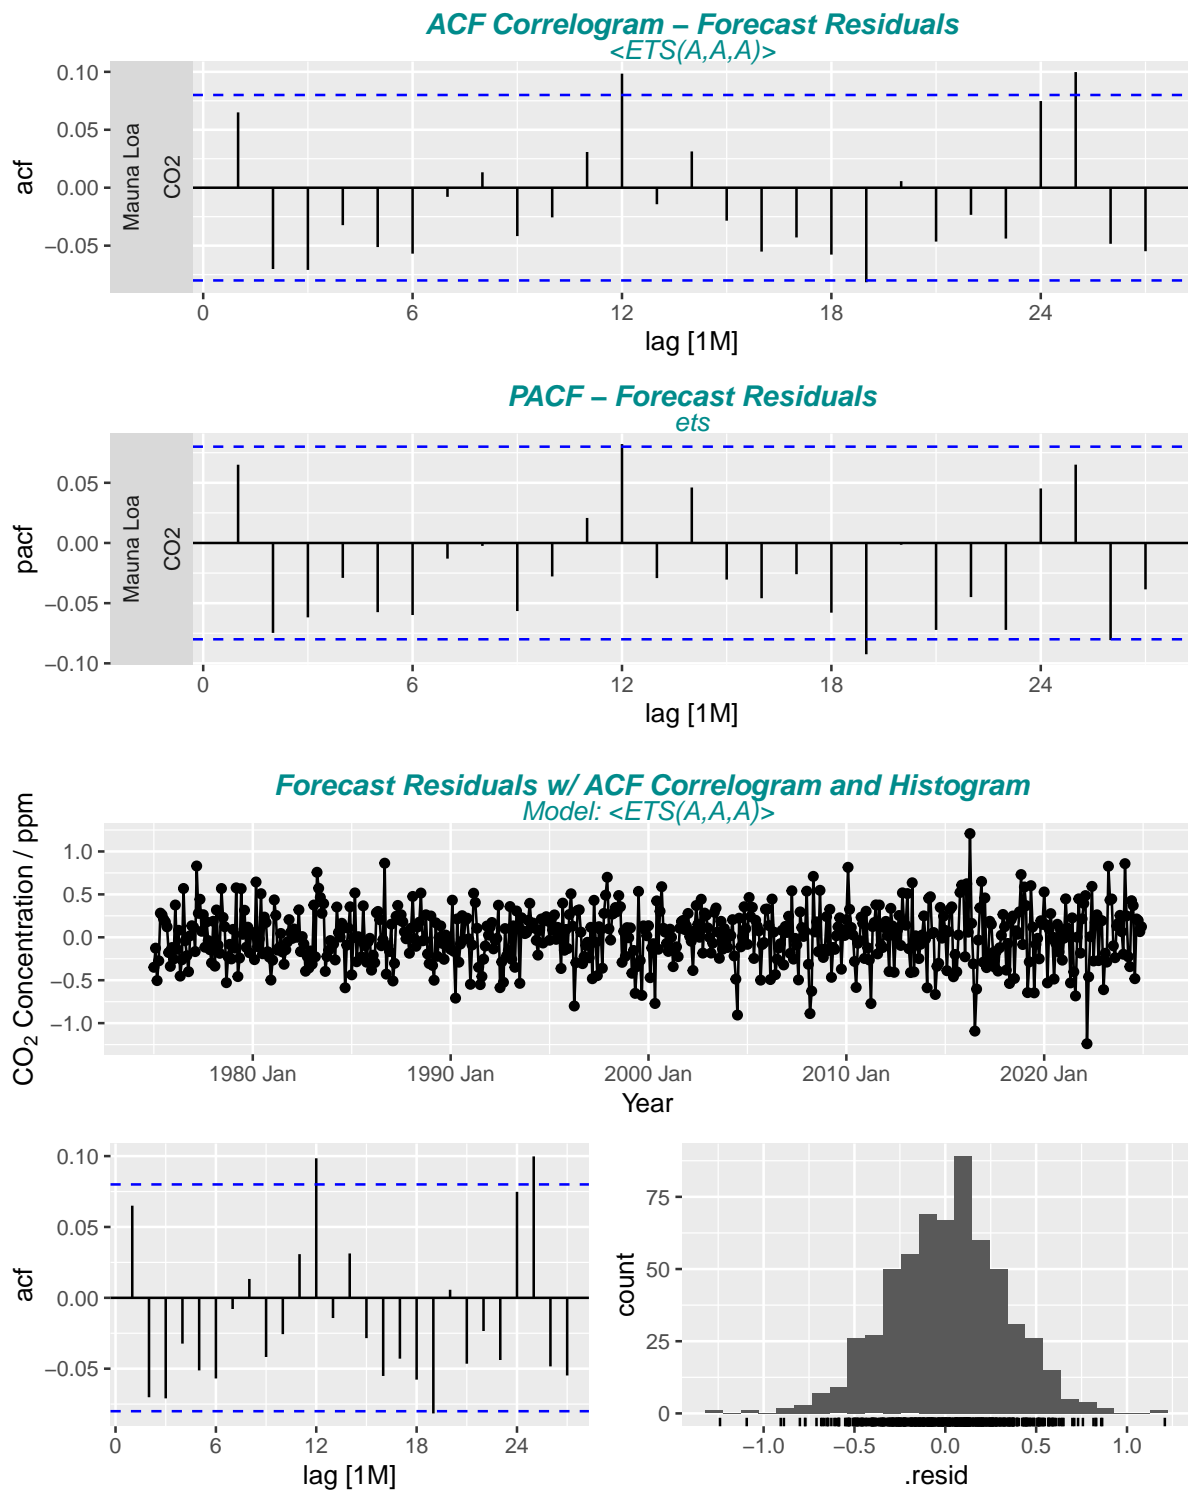 ACF Correlogram – Forecast Residuals
<ETS(A,A,A)>
0.10
0.05
0.00
−0.05
acf
Mauna Loa
CO2
0 6 12 18 24
lag [1M]
PACF – Forecast Residuals
ets
0.05
0.00
−0.05
−0.10
pacf
Mauna Loa
CO2
0 6 12 18 24
lag [1M]
Forecast Residuals w/ ACF Correlogram and Histogram
Model: <ETS(A,A,A)>
1.0
0.5
0.0
−0.5
−1.0
CO₂ Concentration / ppm
1980 Jan 1990 Jan 2000 Jan 2010 Jan 2020 Jan
Year
0.10
0.05
0.00
−0.05
acf
0 6 12 18 24
lag [1M]
75
50
25
0
count
−1.0 −0.5 0.0 0.5 1.0
.resid